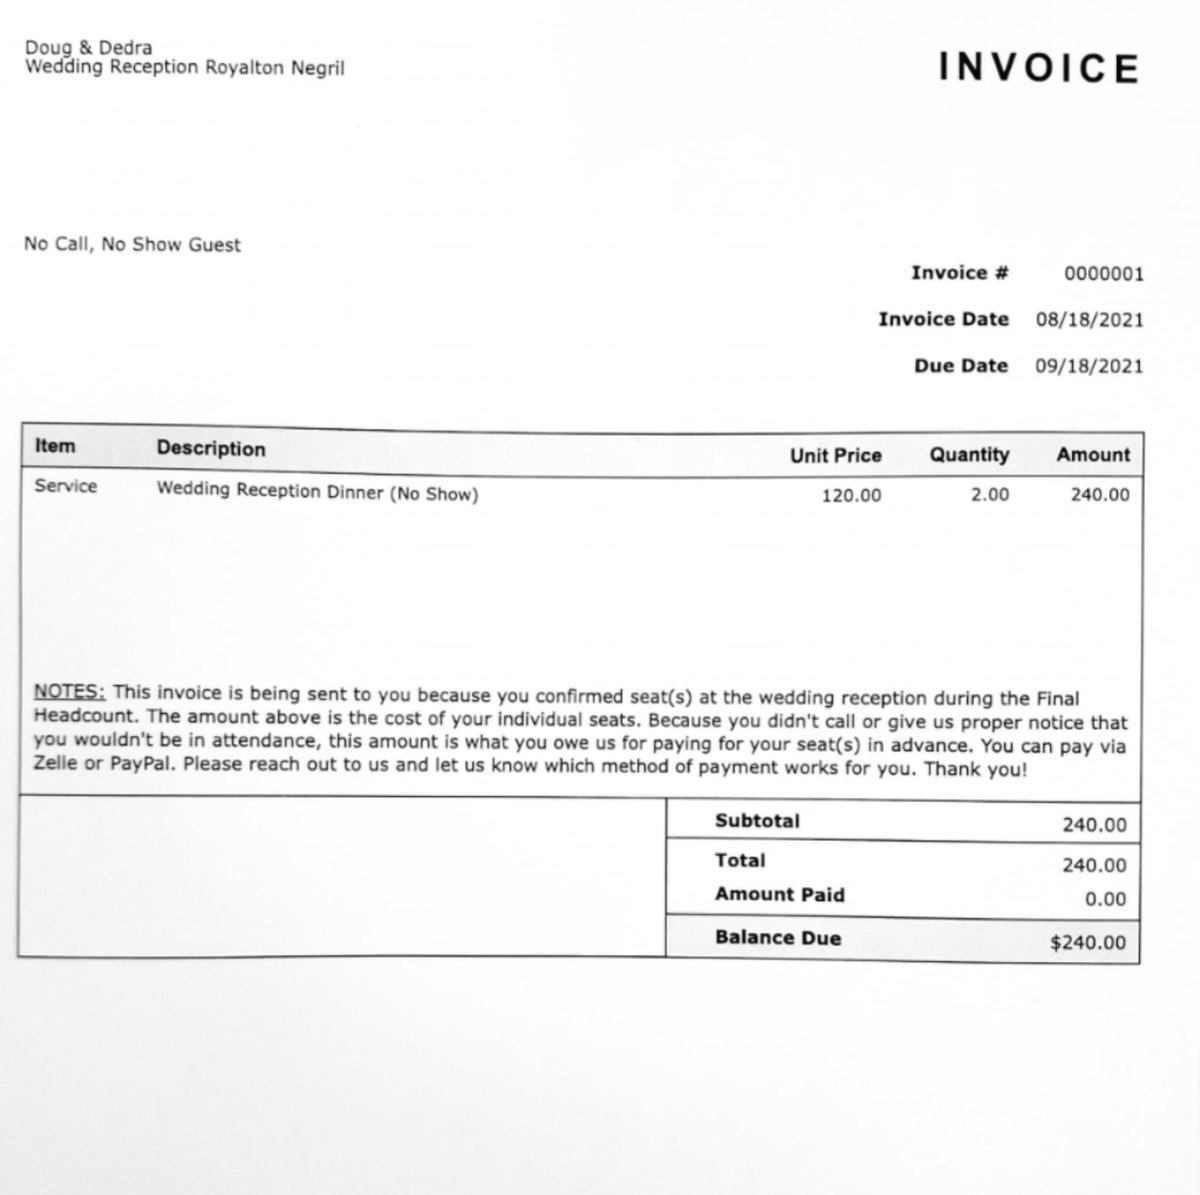 Doug & Dedra
Wedding Reception Royalton Negril
INVOICE
No Call, No Show Guest
Invoice # 0000001
Invoice Date 08/18/2021
Due Date 09/18/2021
Item Description Unit Price Quantity Amount
Service Wedding Reception Dinner (No Show) 120.00 2.00 240.00
NOTES: This invoice is being sent to you because you confirmed seat(s) at the wedding reception during the Final
Headcount. The amount above is the cost of your individual seats. Because you didn't call or give us proper notice that
you wouldn't be in attendance, this amount is what you owe us for paying for your seat(s) in advance. You can pay via
Zelle or PayPal. Please reach out to us and let us know which method of payment works for you. Thank you!
Subtotal 240.00
Total 240.00
Amount Paid 0.00
Balance Due $240.00